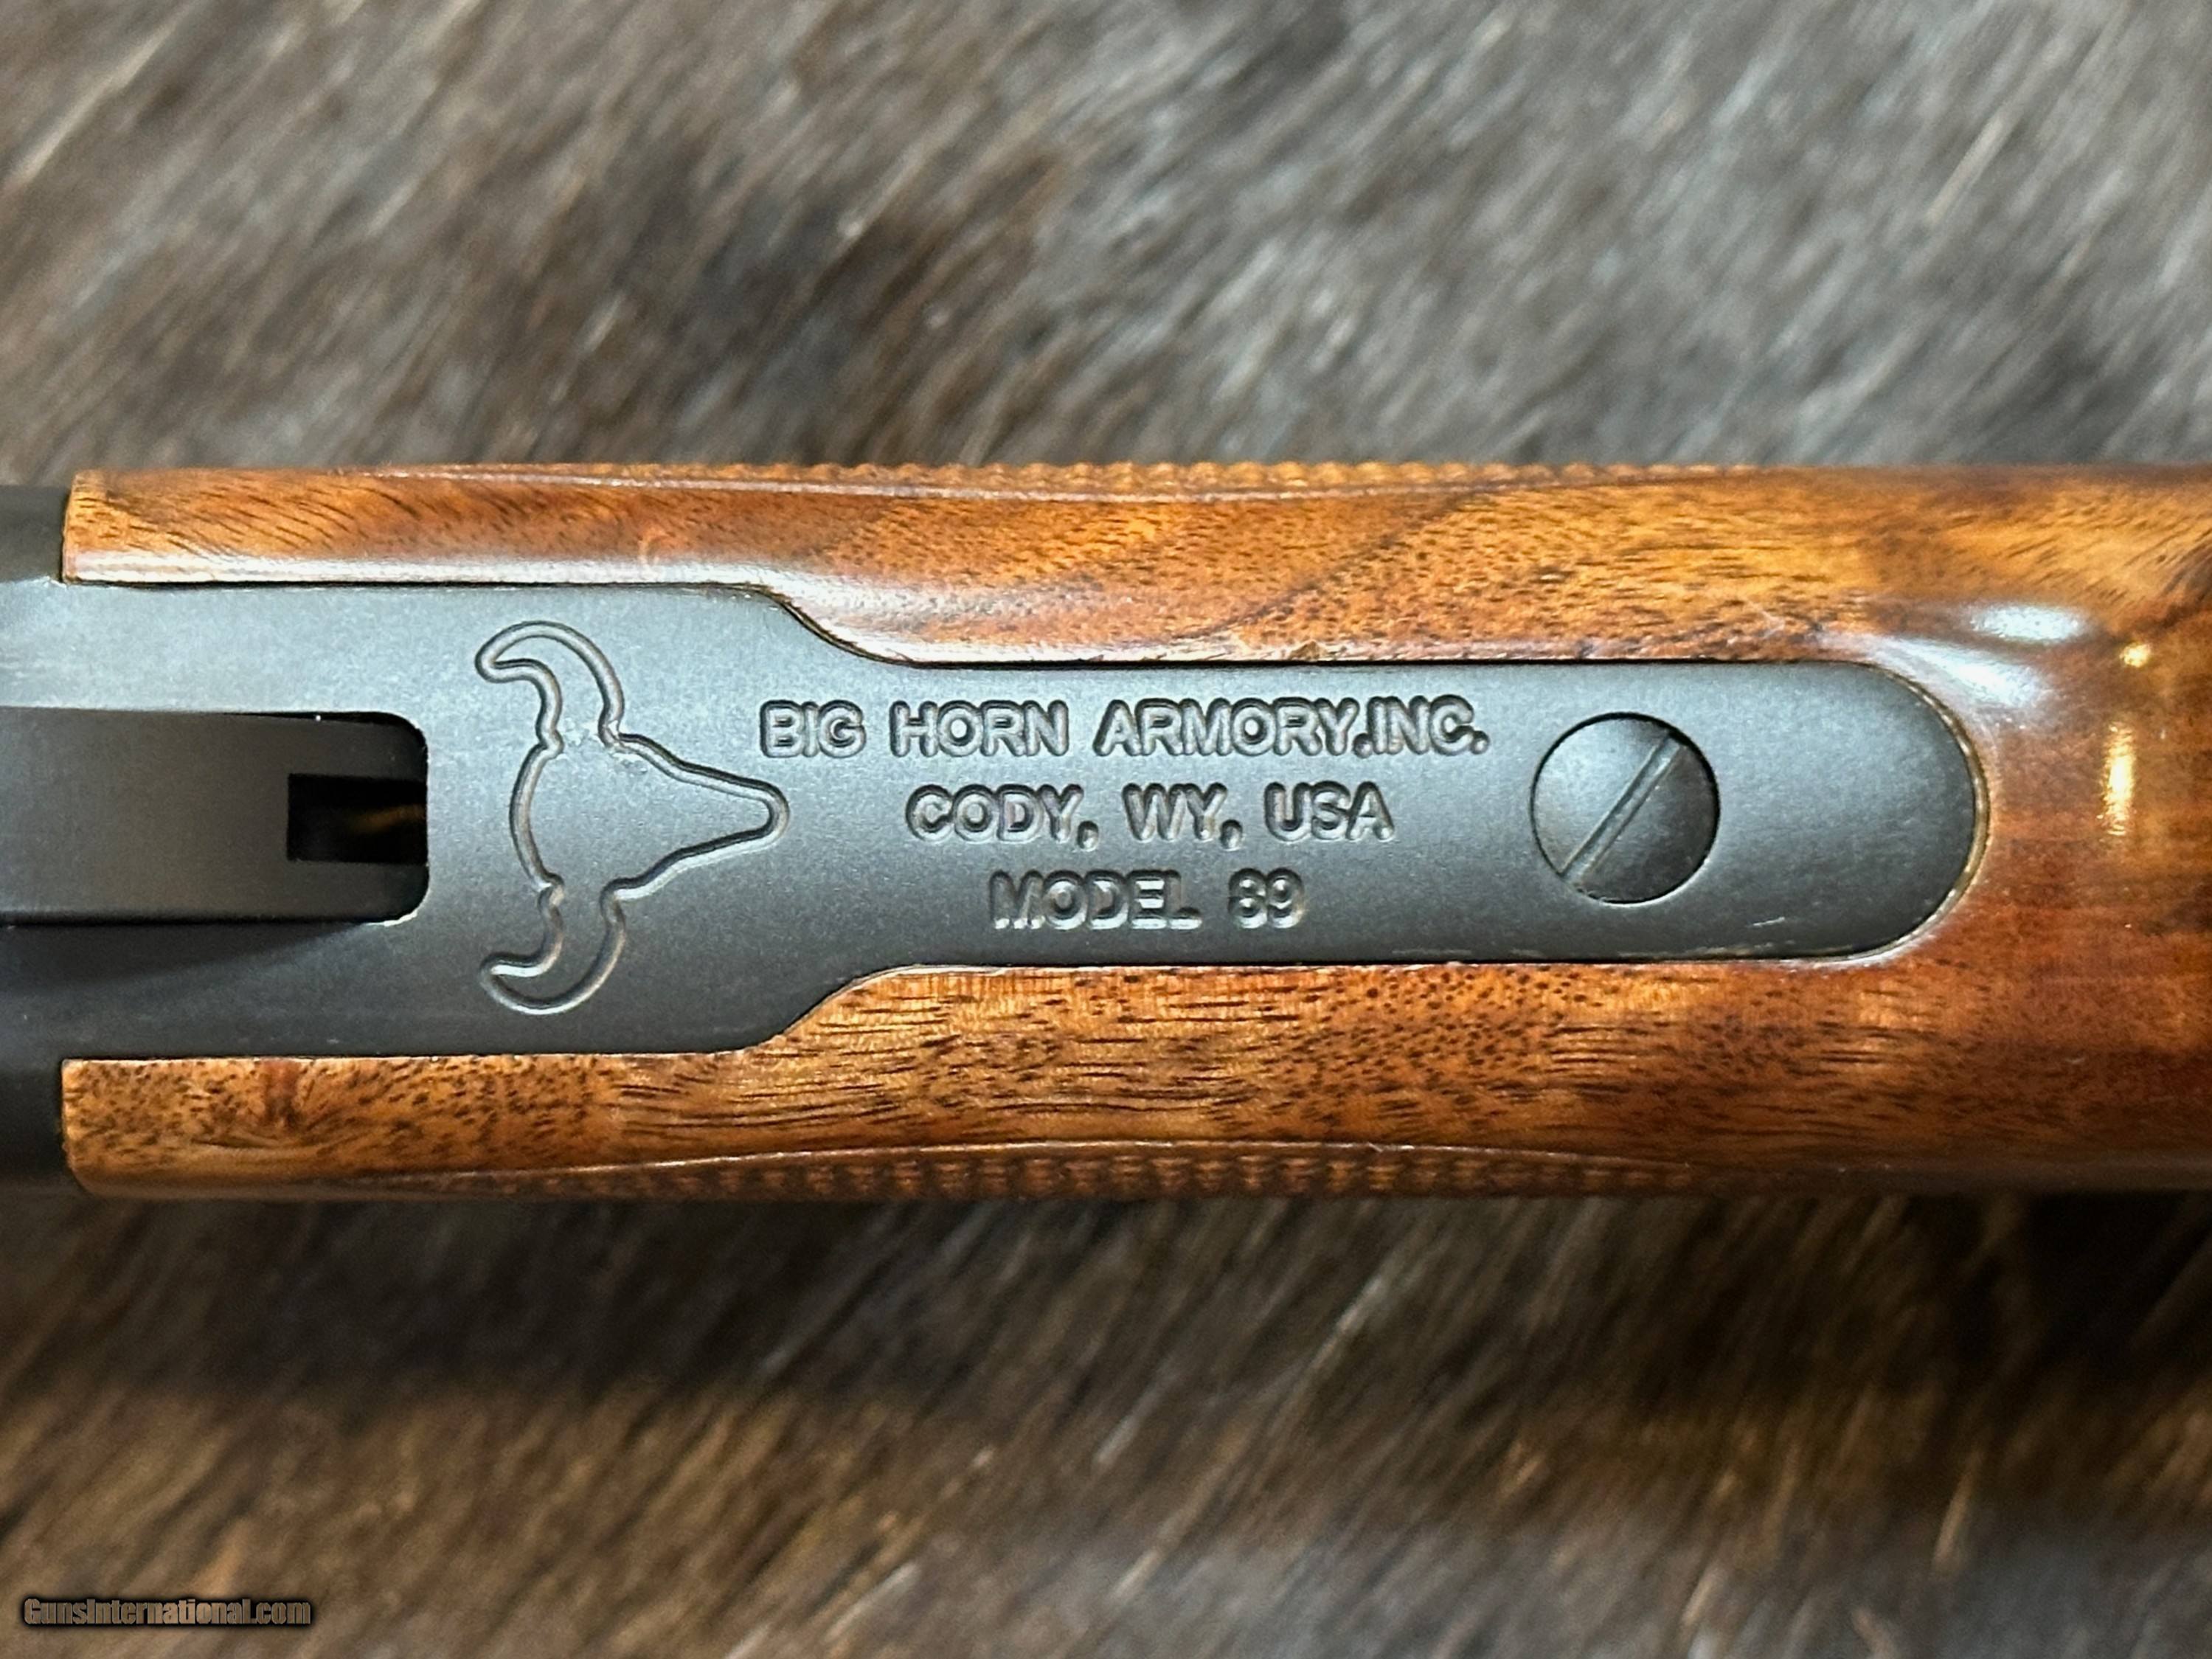 BIG HORN ARMORY,INC.
CODY, WY, USA
MODEL 89
GunsInternational.com